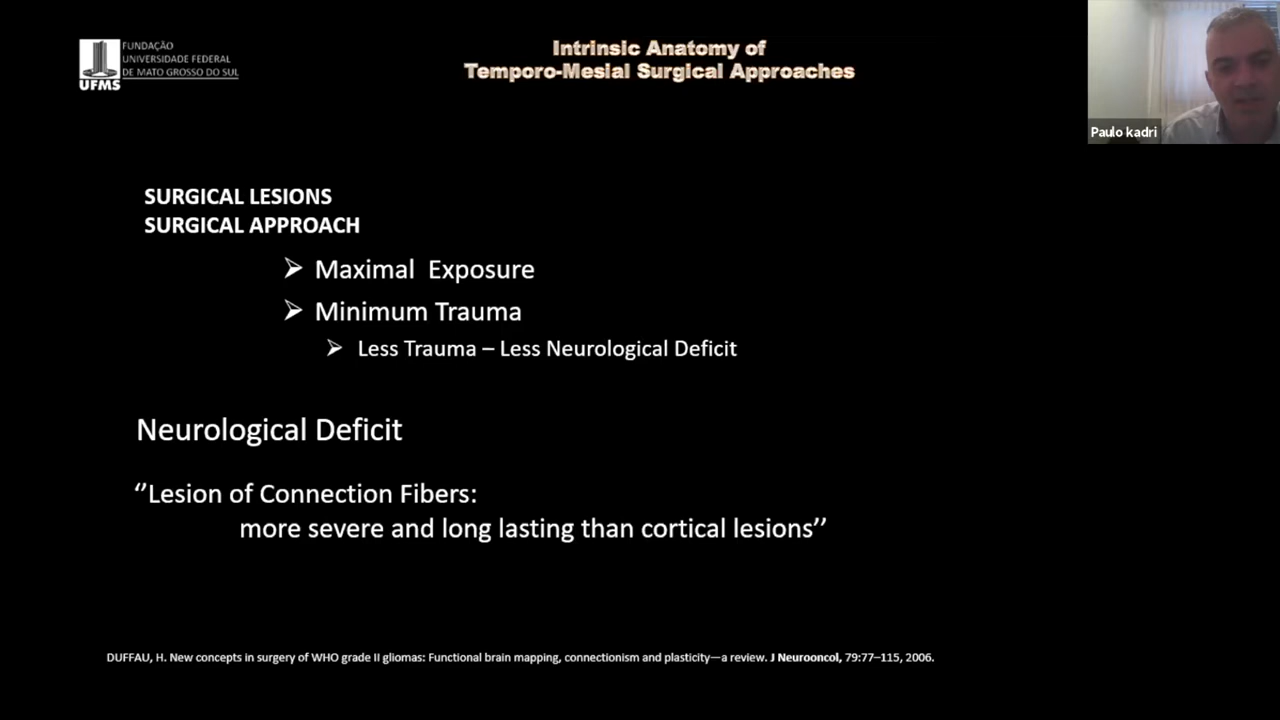 FUNDAÇÃO
UNIVERSIDADE FEDERAL
DE MATO GROSSO DO SUL
UFMS
Intrinsic Anatomy of
Temporo-Mesial Surgical Approaches
Paulo kadri
SURGICAL LESIONS
SURGICAL APPROACH
➢ Maximal Exposure
➢ Minimum Trauma
➢ Less Trauma – Less Neurological Deficit
Neurological Deficit
‘’Lesion of Connection Fibers:
more severe and long lasting than cortical lesions’’
DUFFAU, H. New concepts in surgery of WHO grade II gliomas: Functional brain mapping, connectionism and plasticity—a review. J Neurooncol, 79:77–115, 2006.